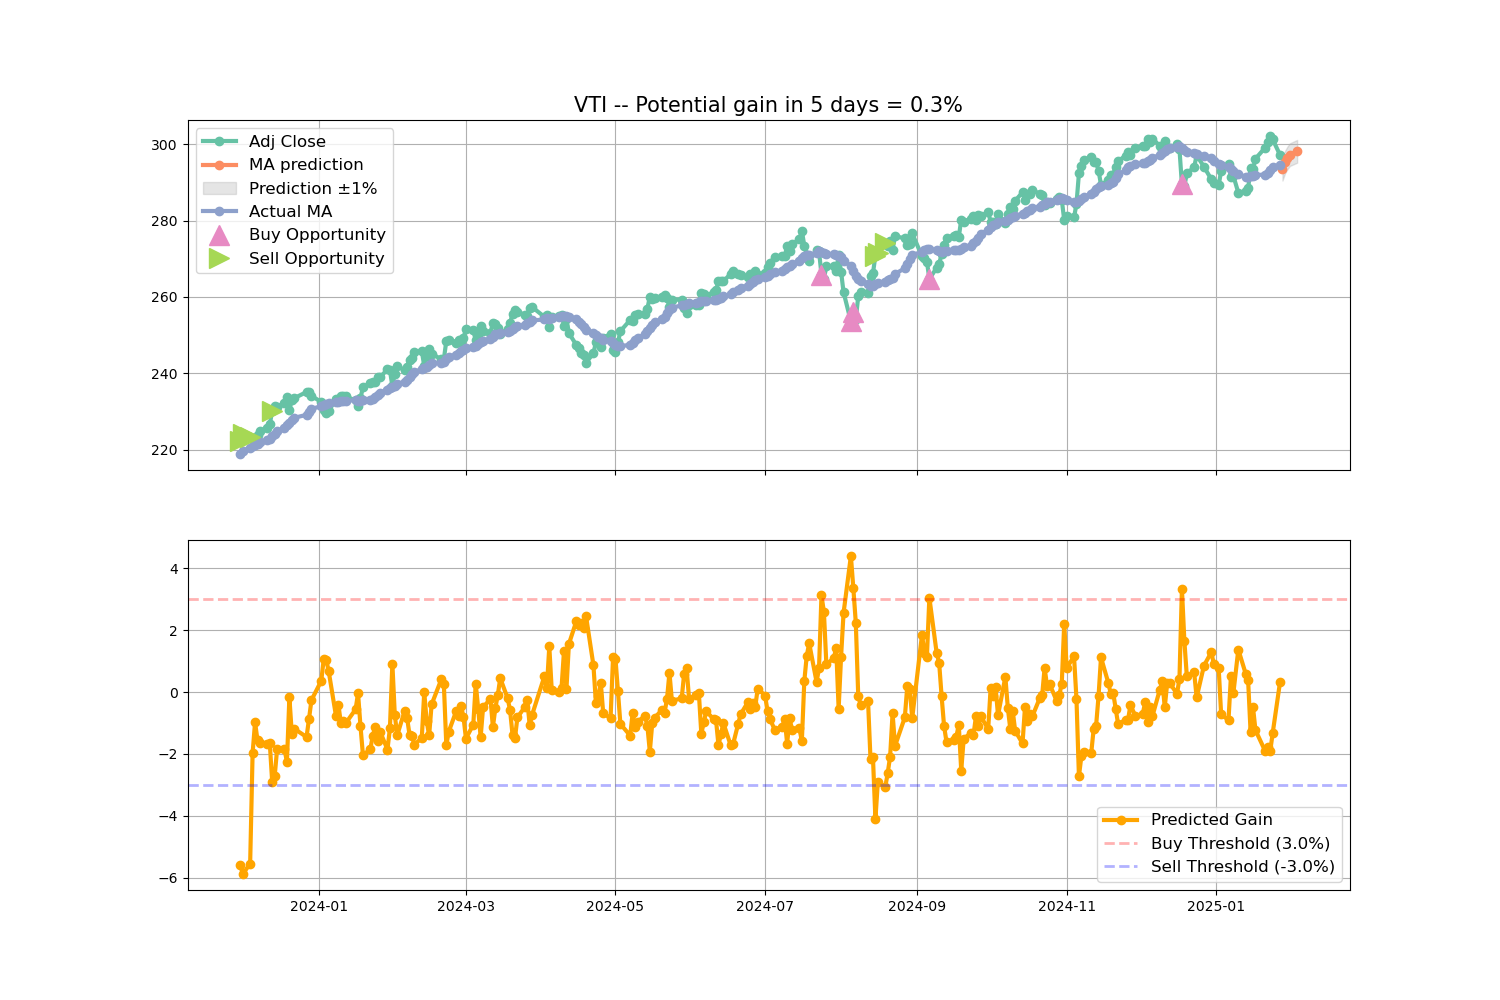 VTI -- Potential gain in 5 days = 0.3%
300
280
260
240
220
Adj Close
MA prediction
Prediction ±1%
Actual MA
Buy Opportunity
Sell Opportunity
4
2
0
−2
−4
−6
Predicted Gain
Buy Threshold (3.0%)
Sell Threshold (-3.0%)
2024-01 2024-03 2024-05 2024-07 2024-09 2024-11 2025-01